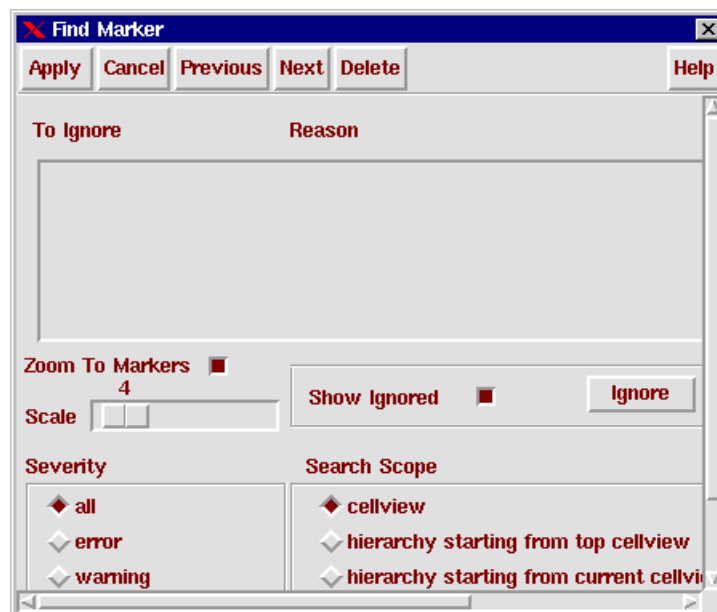 Find Marker
Apply Cancel Previous Next Delete Help
To Ignore Reason
Zoom To Markers
4
Scale
Show Ignored Ignore
Severity Search Scope
all cellview
error hierarchy starting from top cellview
warning hierarchy starting from current cellvi